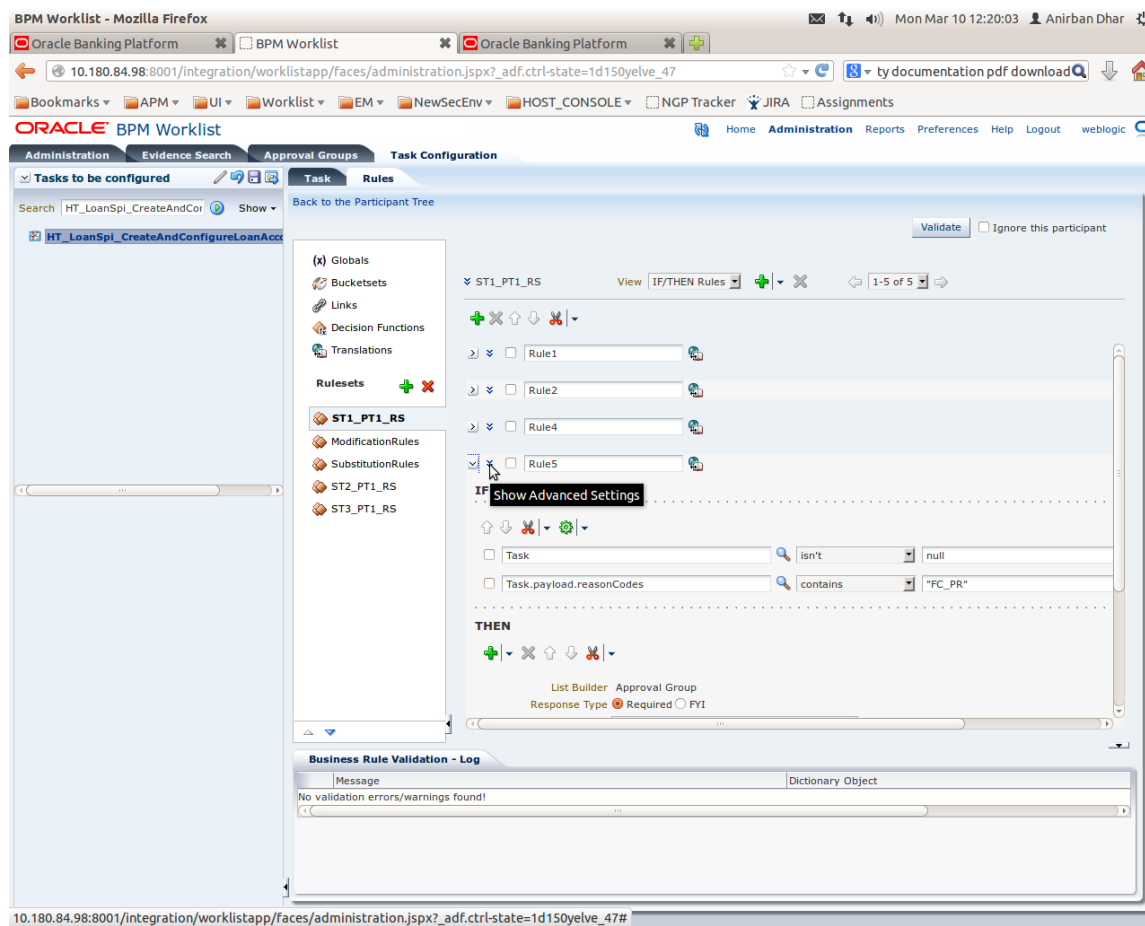 BPM Worklist - Mozilla Firefox
Mon Mar 10 12:20:03 Anirban Dhar
Oracle Banking Platform
BPM Worklist
Oracle Banking Platform
10.180.84.98:8001/integration/worklistapp/faces/administration.jspx?_adf.ctrl-state=1d150yelve_47
ty documentation pdf download
Bookmarks APM UI Worklist EM NewSecEnv HOST_CONSOLE NGP Tracker JIRA Assignments
ORACLE BPM Worklist
Home Administration Reports Preferences Help Logout weblogic
Administration Evidence Search Approval Groups Task Configuration
Tasks to be configured
Task Rules
Search HT_LoanSpi_CreateAndCor Show
Back to the Participant Tree
HT_LoanSpi_CreateAndConfigureLoanAcco
Validate Ignore this participant
(x) Globals
Bucketsets
Links
Decision Functions
Translations
Rulesets
ST1_PT1_RS
ModificationRules
SubstitutionRules
ST2_PT1_RS
ST3_PT1_RS
ST1_PT1_RS View IF/THEN Rules 1-5 of 5
Rule1
Rule2
Rule4
Rule5
IF
Show Advanced Settings
Task isn't null
Task.payload.reasonCodes contains "FC_PR"
THEN
List Builder Approval Group
Response Type Required FYI
Business Rule Validation - Log
Message Dictionary Object
No validation errors/warnings found!
10.180.84.98:8001/integration/worklistapp/faces/administration.jspx?_adf.ctrl-state=1d150yelve_47#